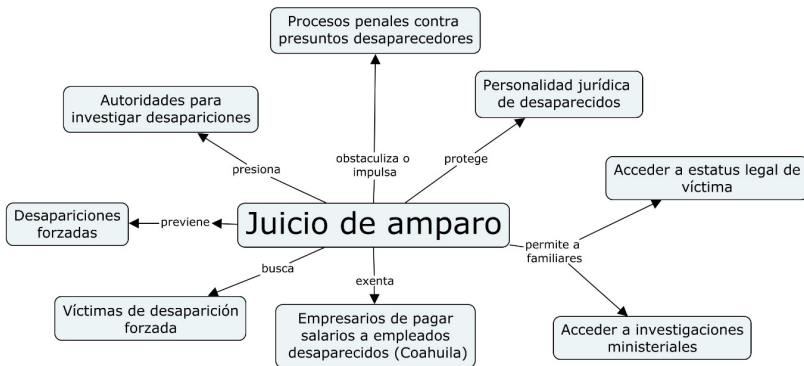 Procesos penales contra
presuntos desaparecedores
Personalidad jurídica
de desaparecidos
Autoridades para
investigar desapariciones
obstaculiza o
impulsa
protege
presiona
Acceder a estatus legal de
víctima
Desapariciones
forzadas
previene
Juicio de amparo
permite a
familiares
busca
exenta
Víctimas de desaparición
forzada
Empresarios de pagar
salarios a empleados
desaparecidos (Coahuila)
Acceder a investigaciones
ministeriales